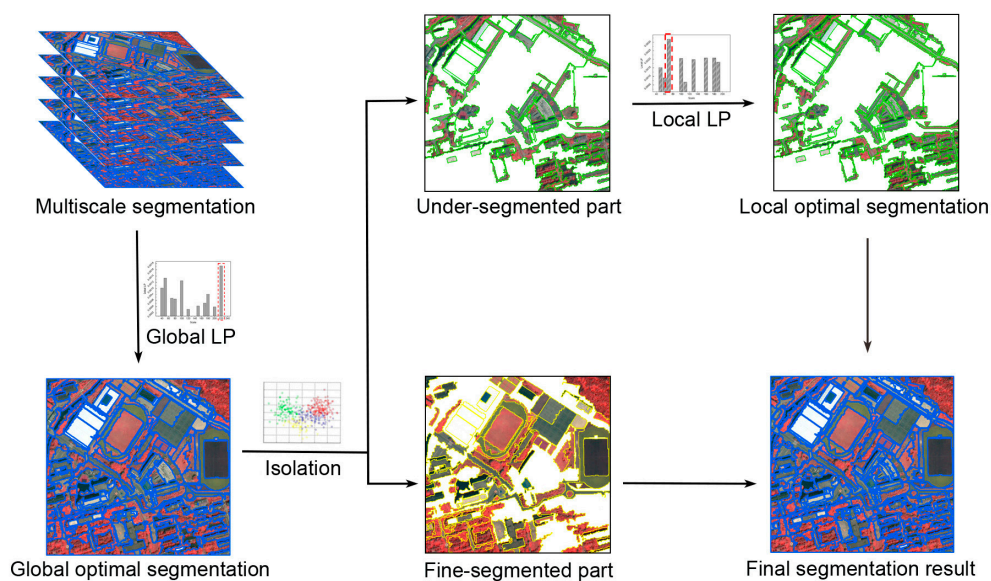 Local LP
Multiscale segmentation
Under-segmented part
Local optimal segmentation
Global LP
Isolation
Global optimal segmentation
Fine-segmented part
Final segmentation result